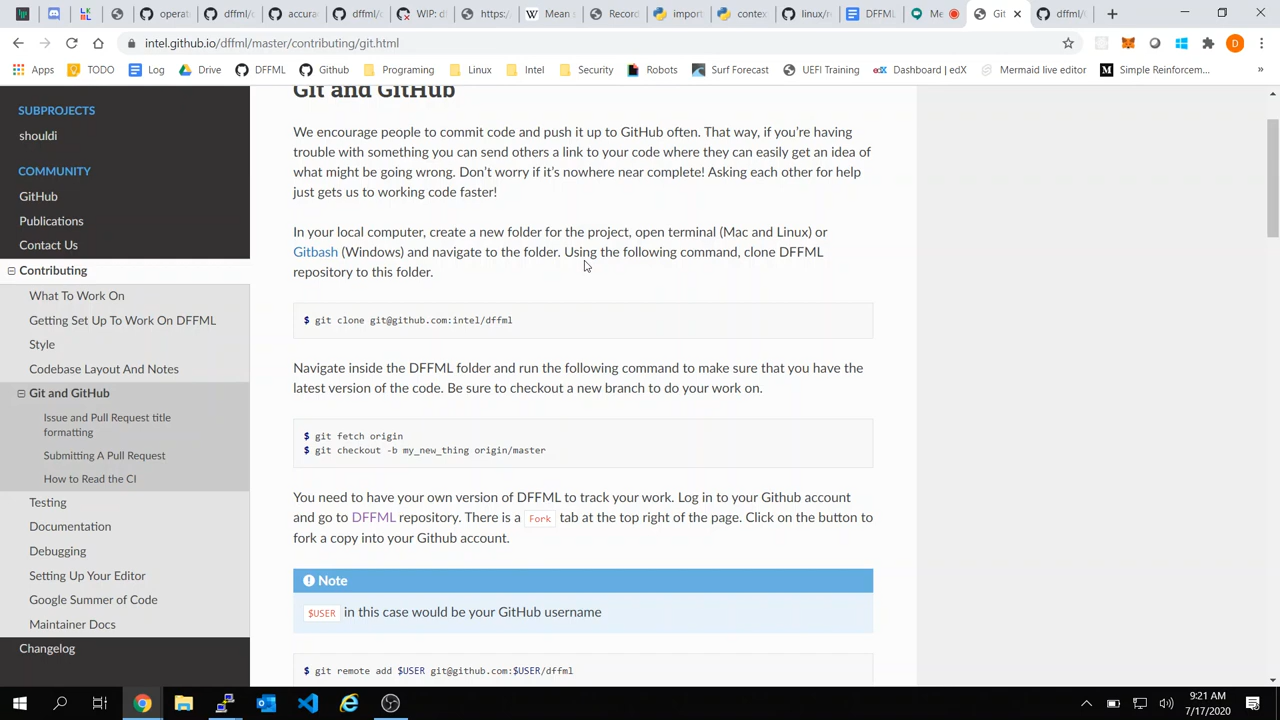 operat
dffml/
accura
dffml/c
WIP: d
https:/
Mean s
Record
import
contex
linux/n
DFFML
Me
Git
dffml/
intel.github.io/dffml/master/contributing/git.html
Apps
TODO
Log
Drive
DFFML
Github
Programing
Linux
Intel
Security
Robots
Surf Forecast
UEFI Training
Dashboard | edX
Mermaid live editor
Simple Reinforcem...
»
SUBPROJECTS
shouldi
COMMUNITY
GitHub
Publications
Contact Us
Contributing
What To Work On
Getting Set Up To Work On DFFML
Style
Codebase Layout And Notes
Git and GitHub
Issue and Pull Request title
formatting
Submitting A Pull Request
How to Read the CI
Testing
Documentation
Debugging
Setting Up Your Editor
Google Summer of Code
Maintainer Docs
Changelog
Git and GitHub
We encourage people to commit code and push it up to GitHub often. That way, if you're having
trouble with something you can send others a link to your code where they can easily get an idea of
what might be going wrong. Don't worry if it's nowhere near complete! Asking each other for help
just gets us to working code faster!
In your local computer, create a new folder for the project, open terminal (Mac and Linux) or
Gitbash (Windows) and navigate to the folder. Using the following command, clone DFFML
repository to this folder.
$ git clone git@github.com:intel/dffml
Navigate inside the DFFML folder and run the following command to make sure that you have the
latest version of the code. Be sure to checkout a new branch to do your work on.
$ git fetch origin
$ git checkout -b my_new_thing origin/master
You need to have your own version of DFFML to track your work. Log in to your Github account
and go to DFFML repository. There is a Fork tab at the top right of the page. Click on the button to
fork a copy into your Github account.
Note
$USER in this case would be your GitHub username
$ git remote add $USER git@github.com:$USER/dffml
9:21 AM
7/17/2020